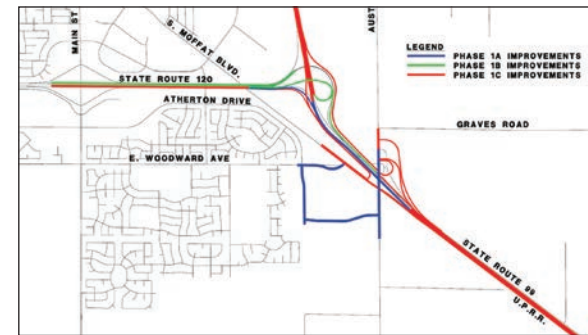 MAIN ST
S. MOFFAT BLVD.
AUST
LEGEND
PHASE 1A IMPROVEMENTS
PHASE 1B IMPROVEMENTS
PHASE 1C IMPROVEMENTS
STATE ROUTE 120
ATHERTON DRIVE
GRAVES ROAD
E. WOODWARD AVE
STATE ROUTE 99
U.P.R.R.